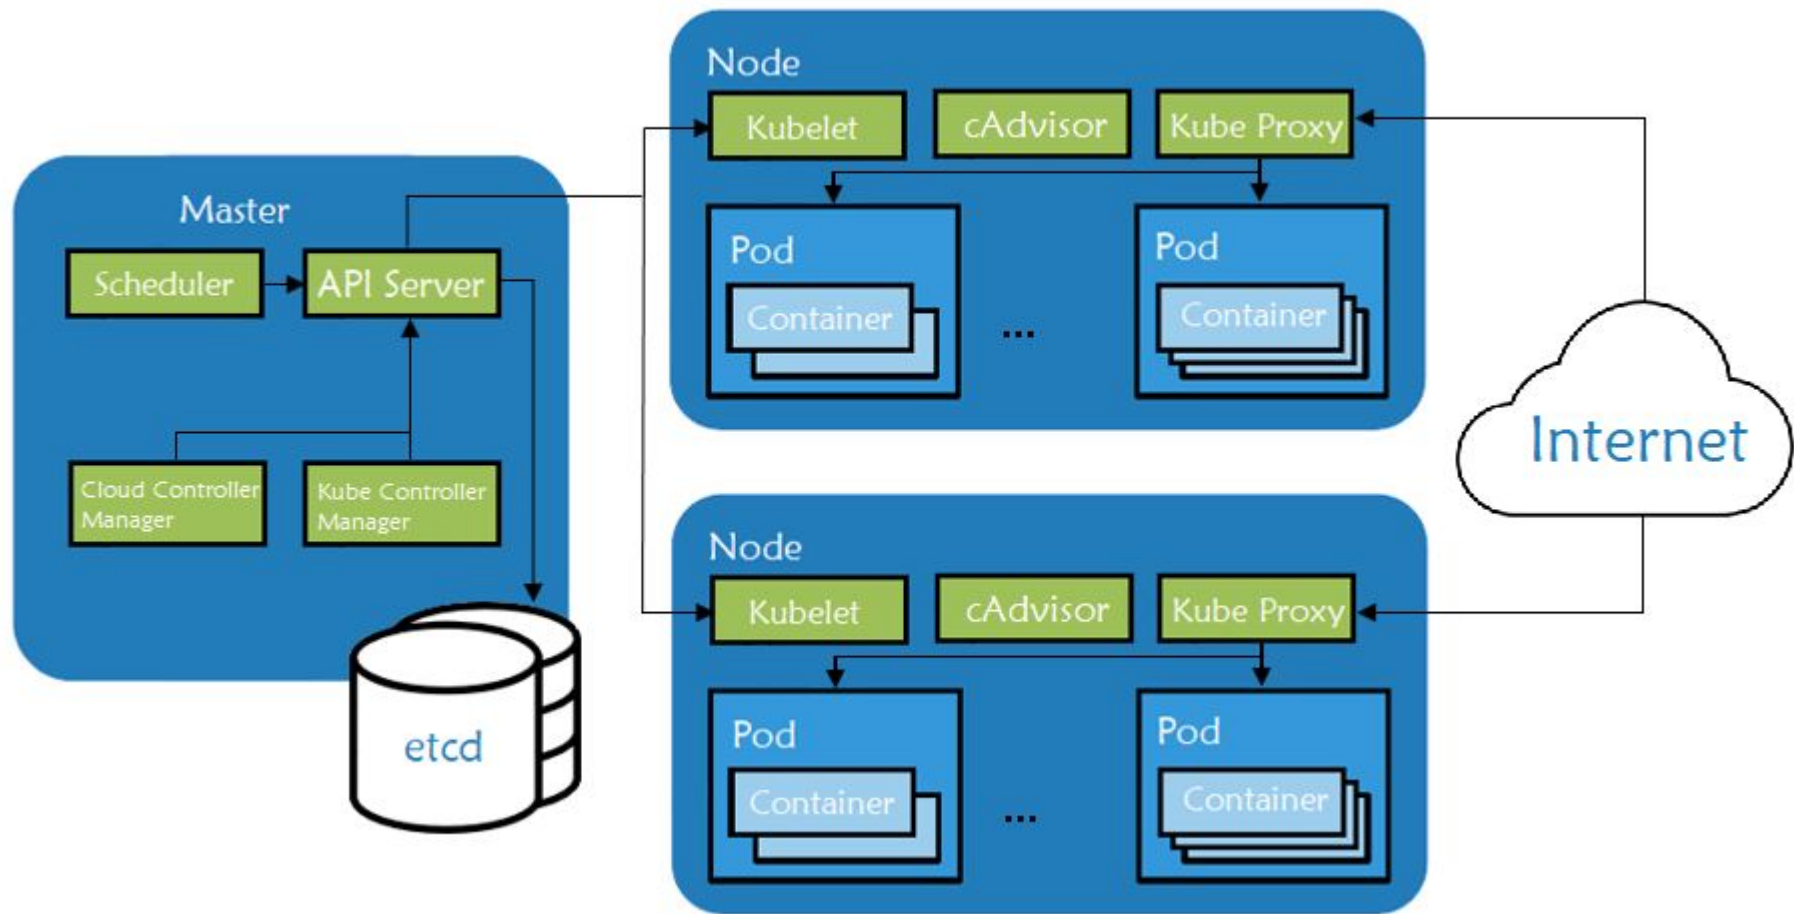 Master
Scheduler
API Server
Cloud Controller
Manager
Kube Controller
Manager
etcd
Node
Kubelet
cAdvisor
Kube Proxy
Pod
Container
...
Pod
Container
Node
Kubelet
cAdvisor
Kube Proxy
Pod
Container
...
Pod
Container
Internet